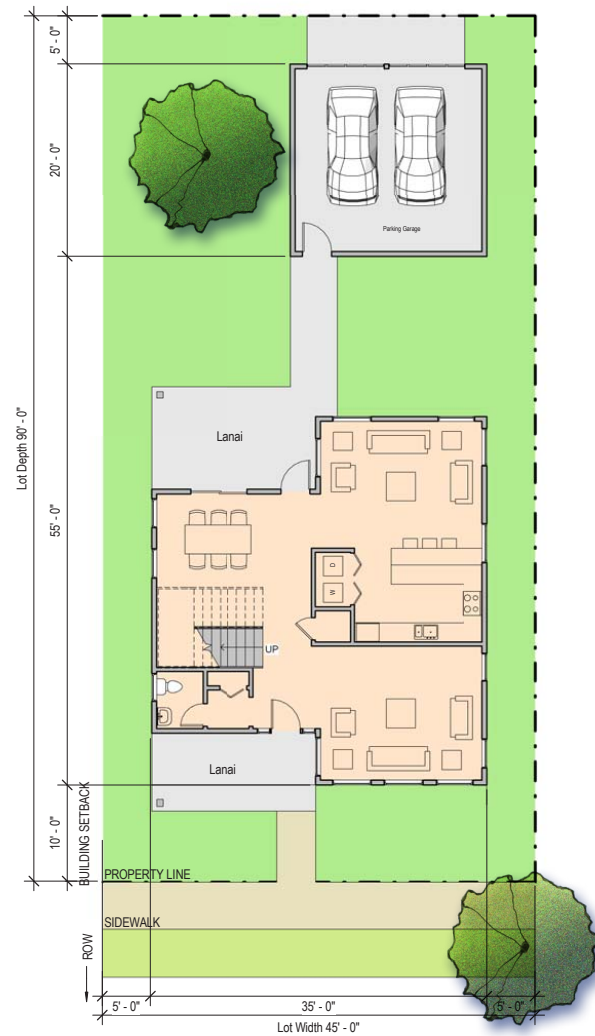 5' - 0"
20' - 0"
Parking Garage
Lot Depth 90' - 0"
55' - 0"
Lanai
D
W
UP
Lanai
10' - 0"
BUILDING SETBACK
PROPERTY LINE
SIDEWALK
ROW
5' - 0"
35' - 0"
5' - 0"
Lot Width 45' - 0"